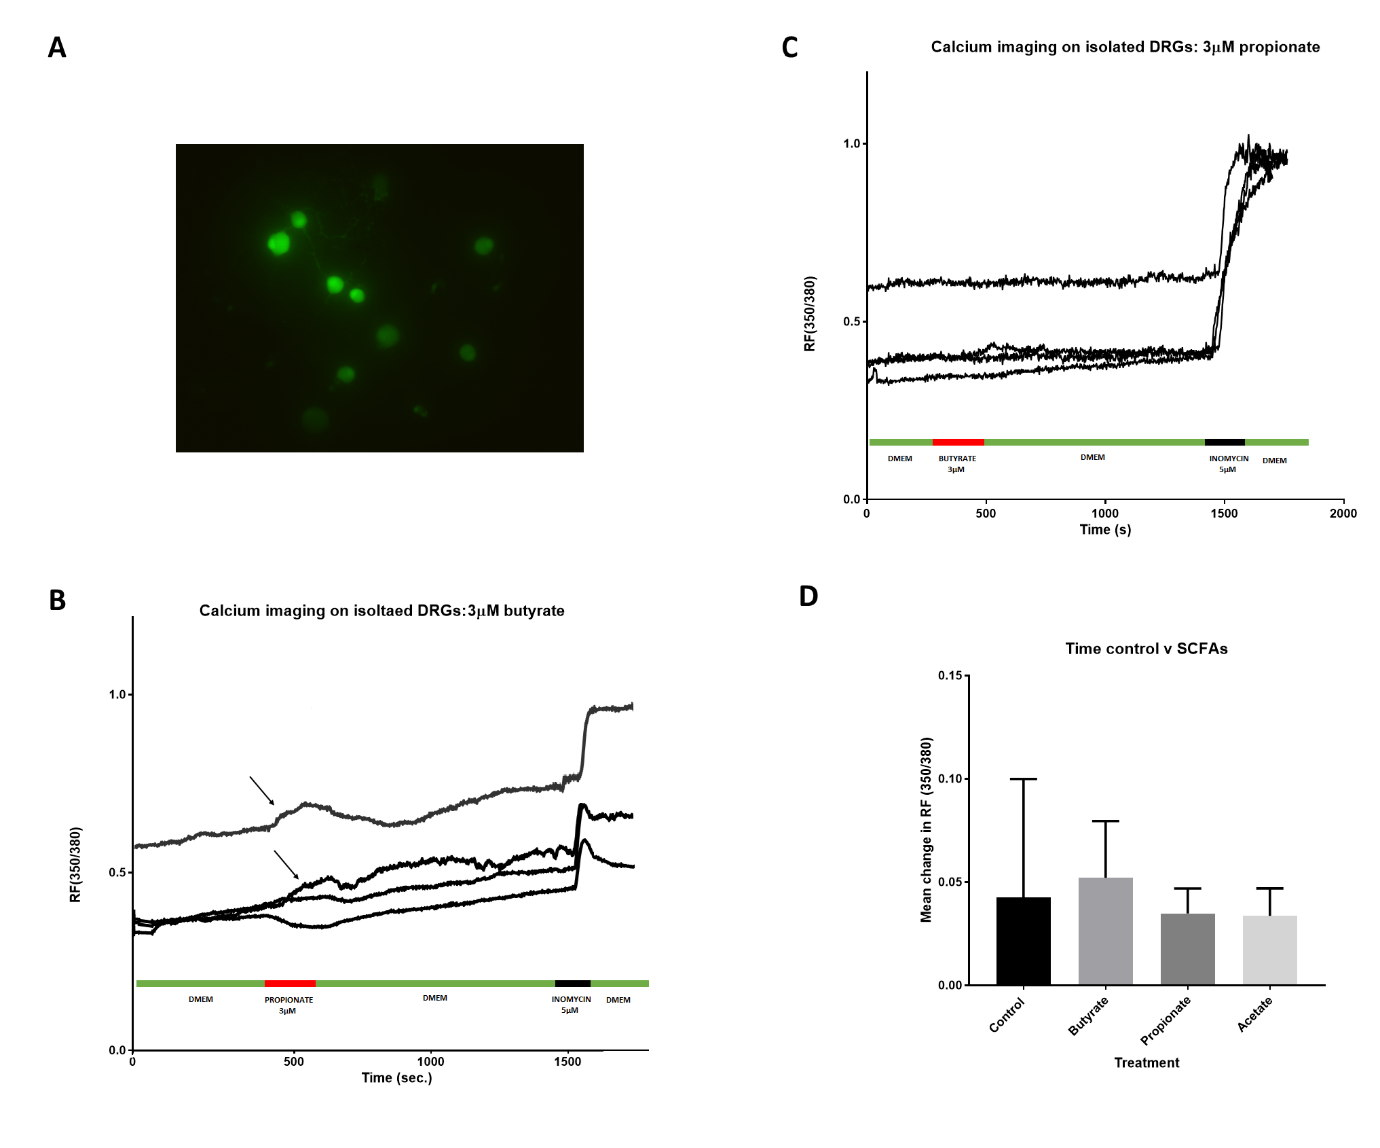 A
B
Calcium imaging on isoltaed DRGs:3μM butyrate
RF(350/380)
1.0
0.5
0.0
DMEM
PROPIONATE
3μM
DMEM
INOMYCIN
5μM
DMEM
0
500
1000
1500
Time (sec.)
C
Calcium imaging on isolated DRGs: 3μM propionate
RF(350/380)
1.0
0.5
0.0
DMEM
BUTYRATE
3μM
DMEM
INOMYCIN
5μM
DMEM
0
500
1000
1500
2000
Time (s)
D
Time control v SCFAs
Mean change in RF (350/380)
0.15
0.10
0.05
0.00
Control
Butyrate
Propionate
Acetate
Treatment